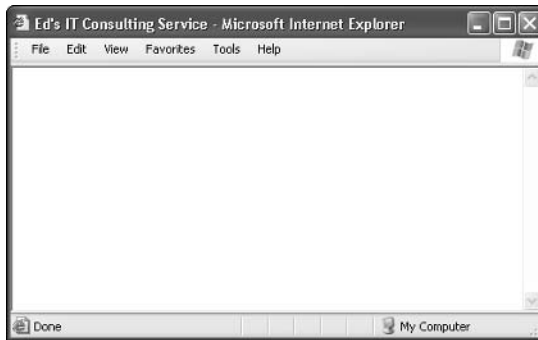 Ed's IT Consulting Service - Microsoft Internet Explorer
File Edit View Favorites Tools Help
Done My Computer